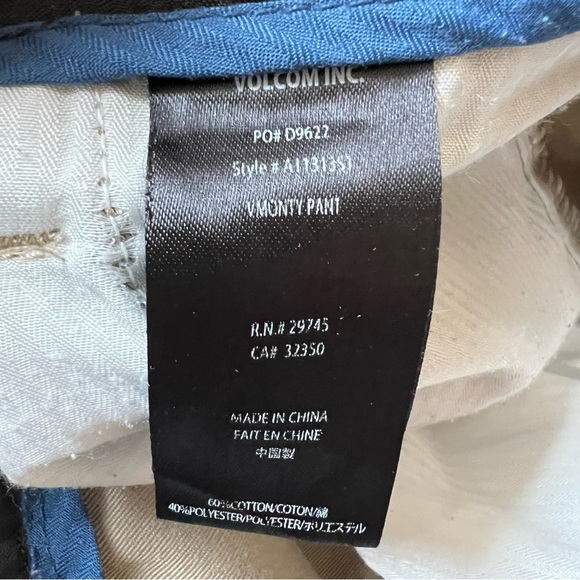 VOLCOM INC.
PO# D9622
Style # A11313S1
VMONTY PANT
R.N.# 29745
CA# 32350
MADE IN CHINA
FAIT EN CHINE
中国製
60%COTTON/COTON/綿
40%POLYESTER/POLYESTER/ポリエステル